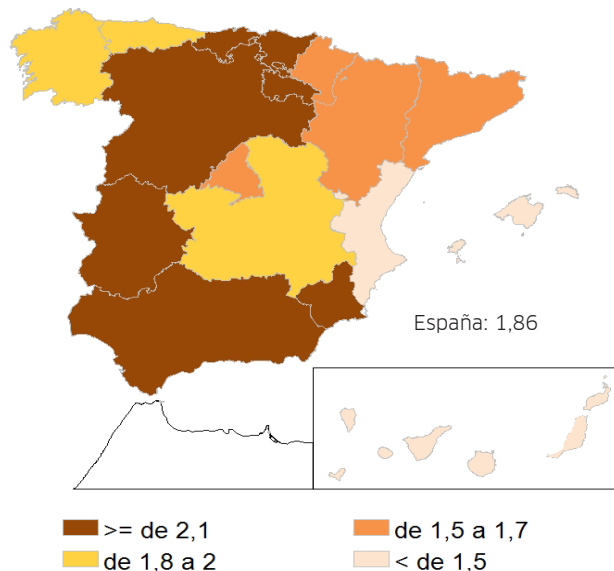 España: 1,86
>= de 2,1
de 1,5 a 1,7
de 1,8 a 2
< de 1.5